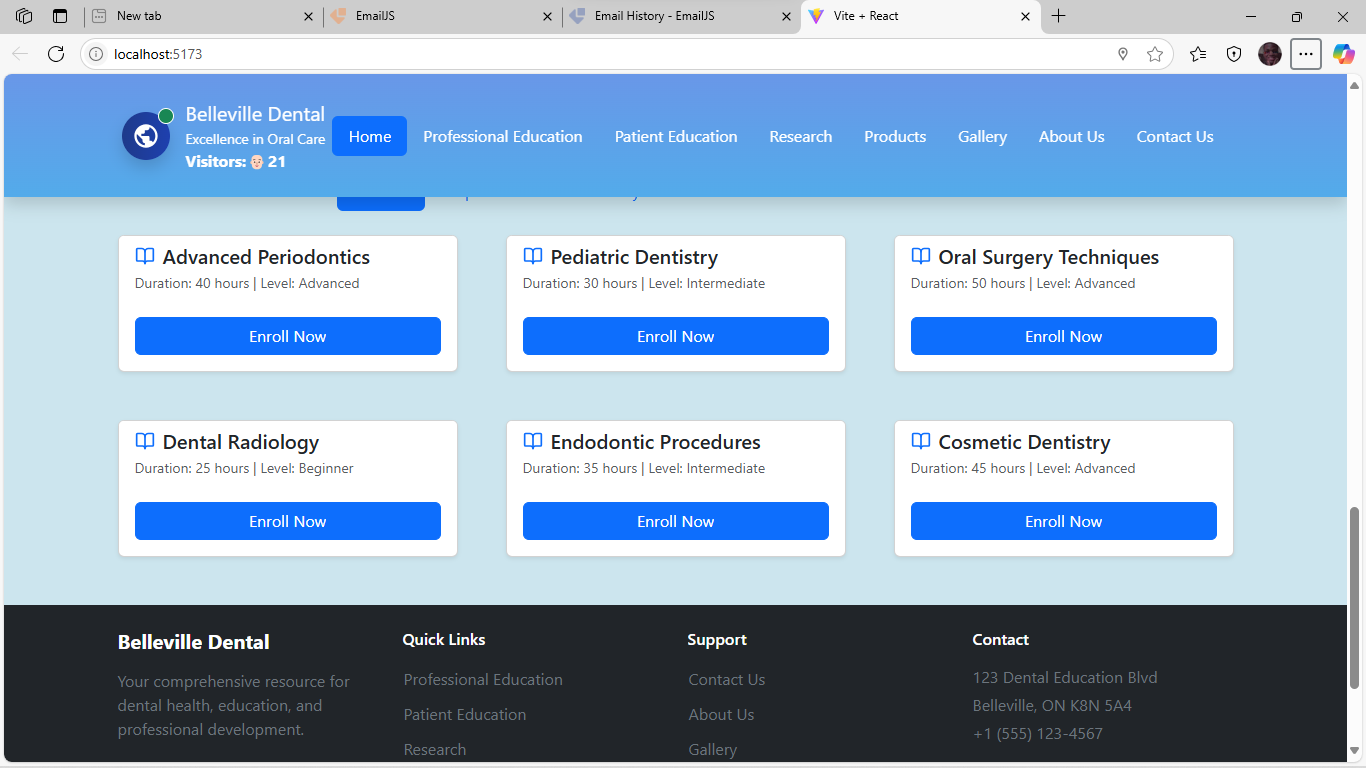 New tab
EmailJS
Email History - EmailJS
Vite + React
localhost:5173
Belleville Dental
Excellence in Oral Care
Visitors: 21
Home
Professional Education
Patient Education
Research
Products
Gallery
About Us
Contact Us
Advanced Periodontics
Duration: 40 hours | Level: Advanced
Enroll Now
Pediatric Dentistry
Duration: 30 hours | Level: Intermediate
Enroll Now
Oral Surgery Techniques
Duration: 50 hours | Level: Advanced
Enroll Now
Dental Radiology
Duration: 25 hours | Level: Beginner
Enroll Now
Endodontic Procedures
Duration: 35 hours | Level: Intermediate
Enroll Now
Cosmetic Dentistry
Duration: 45 hours | Level: Advanced
Enroll Now
Belleville Dental
Your comprehensive resource for
dental health, education, and
professional development.
Quick Links
Professional Education
Patient Education
Research
Support
Contact Us
About Us
Gallery
Contact
123 Dental Education Blvd
Belleville, ON K8N 5A4
+1 (555) 123-4567